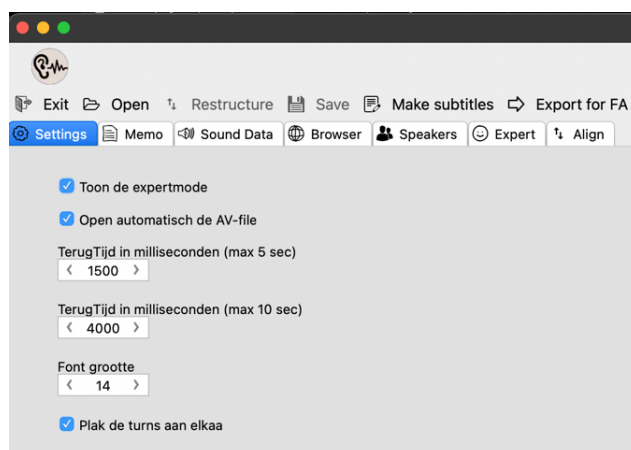 Exit Open Restructure Save Make subtitles Export for FA
Settings Memo Sound Data Browser Speakers Expert Align
Toon de expertmode
Open automatisch de AV-file
TerugTijd in milliseconden (max 5 sec)
1500
TerugTijd in milliseconden (max 10 sec)
4000
Font grootte
14
Plak de turns aan elkaa